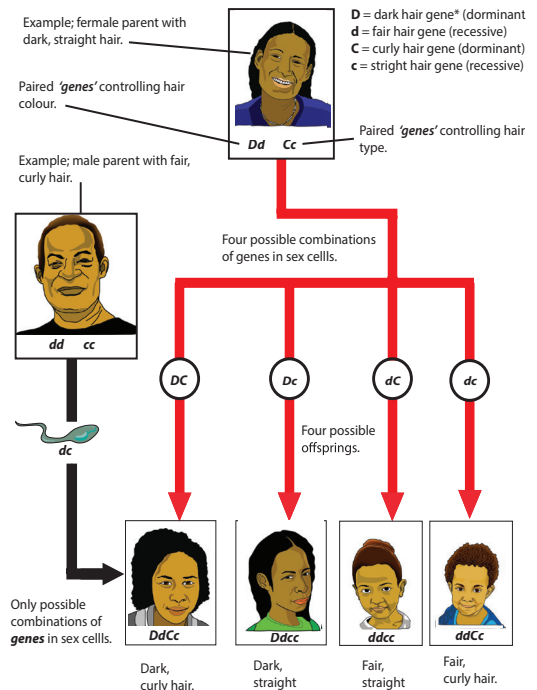 Example; fermale parent with
dark, straight hair.
D = dark hair gene* (dorminant
d = fair hair gene (recessive)
C = curly hair gene (dorminant)
c = stright hair gene (recessive)
Paired 'genes' controlling hair
colour.
Dd Cc
Paired 'genes' controlling hair
type.
Example; male parent with fair,
curly hair.
dd cc
Four possible combinations
of genes in sex cellls.
DC
Dc
dC
dc
dc
Four possible
offsprings.
Only possible
combinations of
genes in sex cellls.
DdCc
Ddcc
ddcc
ddCc
Dark,
curly hair.
Dark,
straight
Fair,
straight
Fair,
curly hair.